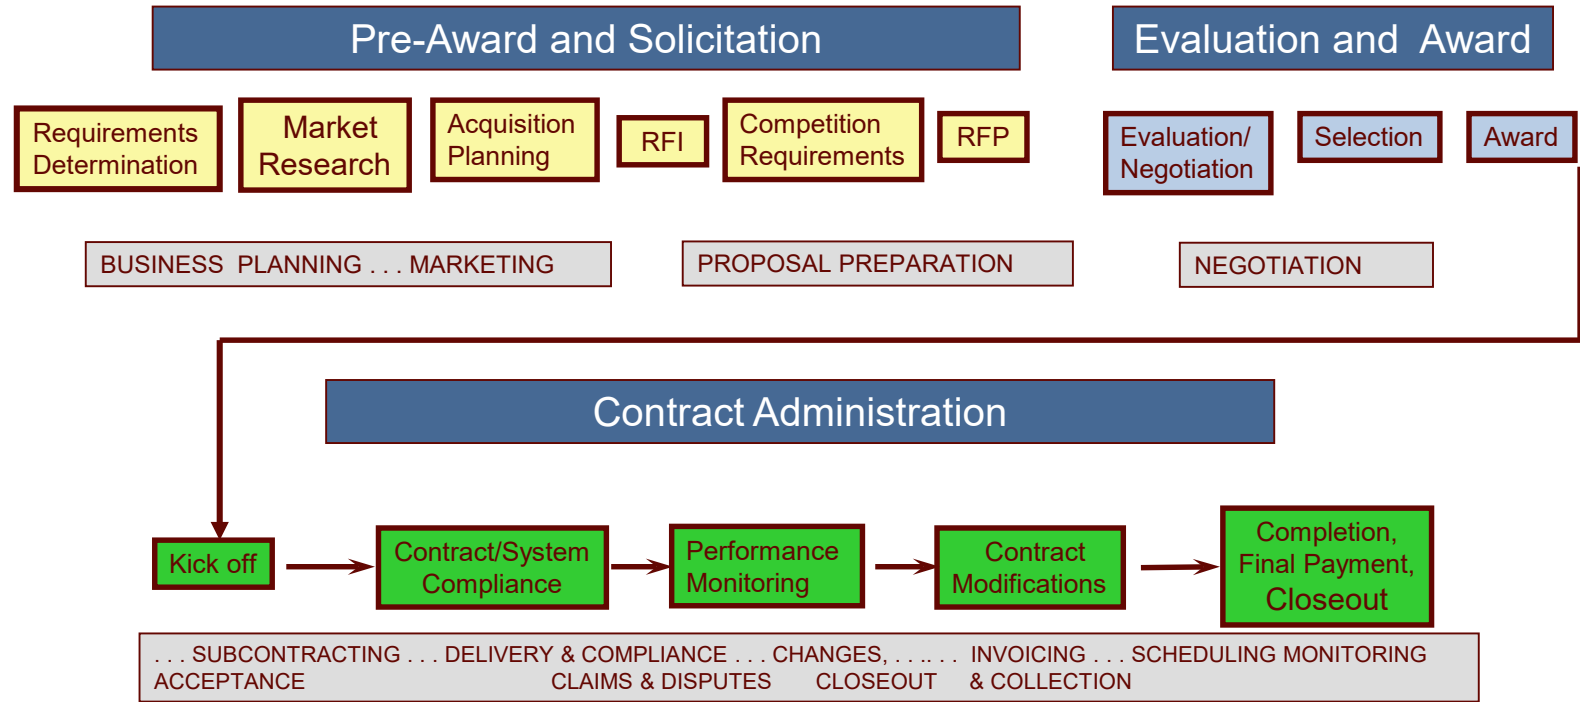 Pre-Award and Solicitation
Evaluation and Award
Requirements
Determination
Market
Research
Acquisition
Planning
RFI
Competition
Requirements
RFP
Evaluation/
Negotiation
Selection
Award
BUSINESS PLANNING . . . MARKETING
PROPOSAL PREPARATION
NEGOTIATION
Contract Administration
Kick off
Contract/System
Compliance
Performance
Monitoring
Contract
Modifications
Completion,
Final Payment,
Closeout
. . . SUBCONTRACTING . . . DELIVERY & COMPLIANCE . . . CHANGES, . . ... . . INVOICING . . . SCHEDULING MONITORING
ACCEPTANCE CLAIMS & DISPUTES CLOSEOUT & COLLECTION